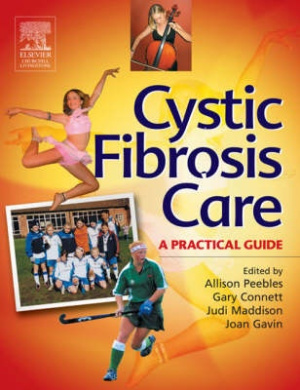 ELSEVIER
CHURCHILL
LIVINGSTONE
Cystic
Fibrosis
Care
A PRACTICAL GUIDE
Edited by
Allison Peebles
Gary Connett
Judi Maddison
Joan Gavin